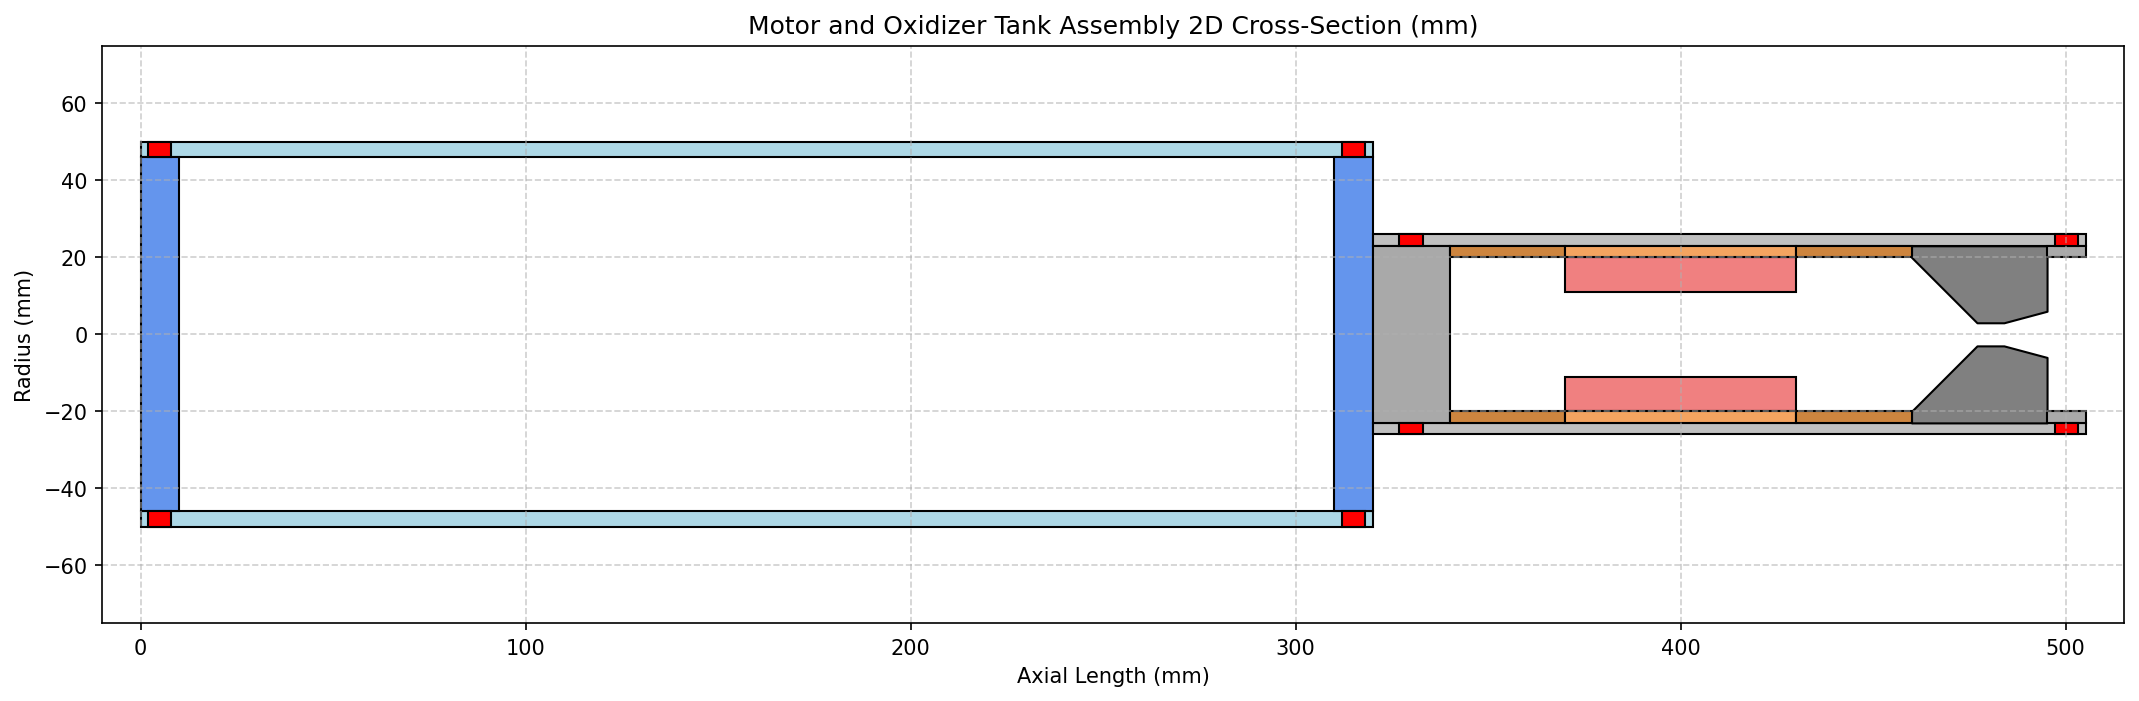 Motor and Oxidizer Tank Assembly 2D Cross-Section (mm)
60
40
20
0
−20
−40
−60
Radius (mm)
0 100 200 300 400 500
Axial Length (mm)